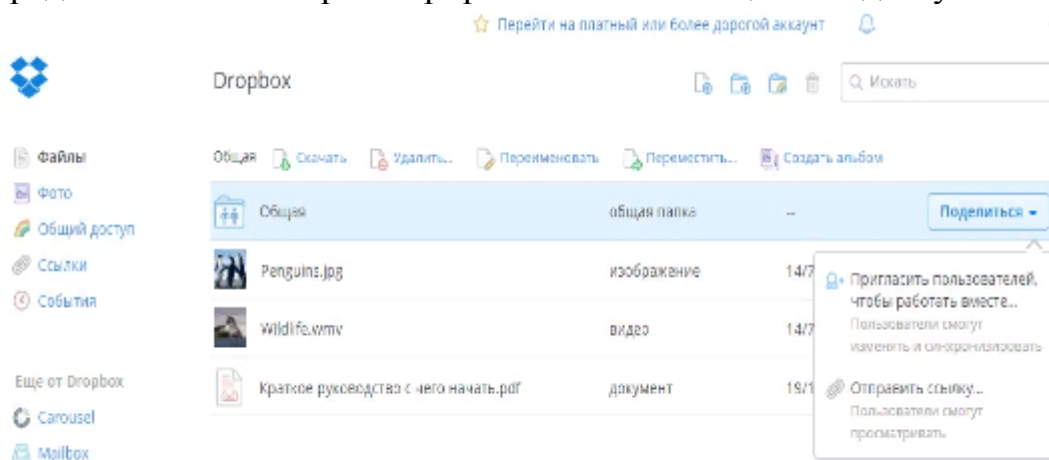 Перейти на платный или более дорогой аккаунт
Dropbox
Искать
Файлы
Фото
Общий доступ
Ссылки
События
Еще от Dropbox
Carousel
Mailbox
Общая Скачать Удалить... Переименовать Переместить... Создать альбом
Общая общая папка -- Поделиться
Penguins.jpg изображение 14/7
Wildlife.wmv видео 14/7
Краткое руководство с чего начать.pdf документ 19/1
Пригласить пользователей,
чтобы работать вместе...
Пользователи смогут
изменять и синхронизировать
Отправить ссылку...
Пользователи смогут
просматривать